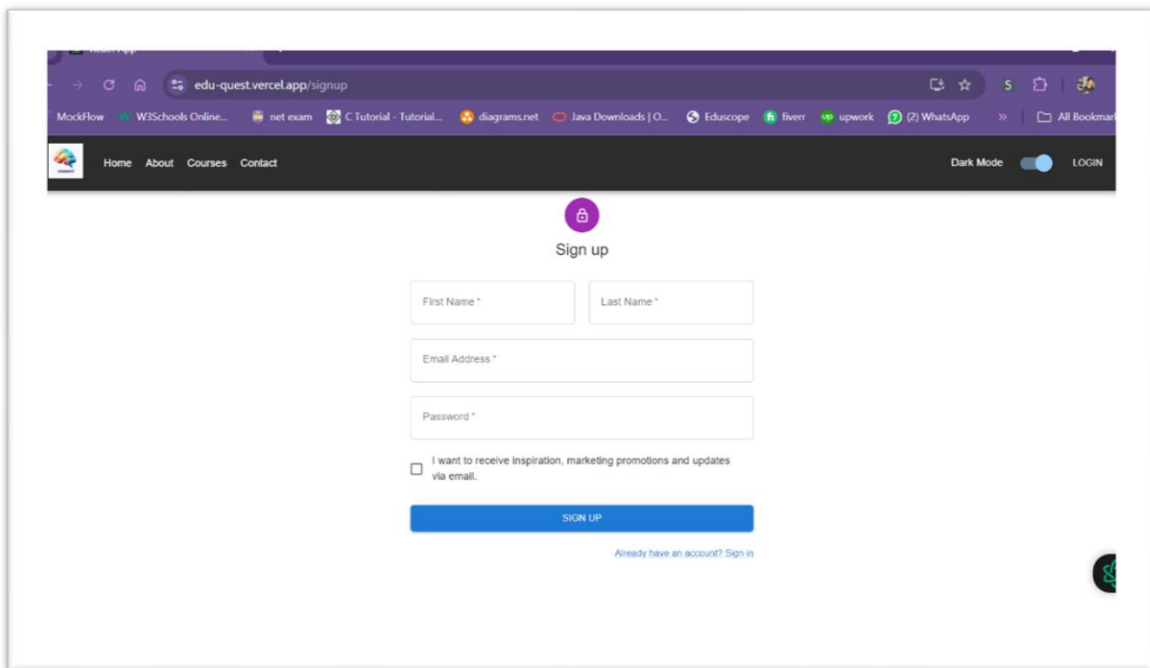 edu-quest.vercel.app/signup
MockFlow W3Schools Online... net exam C Tutorial - Tutorial... diagrams.net Java Downloads | O... Eduscope fiverr upwork (2) WhatsApp » All Bookmar
Home About Courses Contact Dark Mode LOGIN
Sign up
First Name * Last Name *
Email Address *
Password *
I want to receive inspiration, marketing promotions and updates
via email.
SIGN UP
Already have an account? Sign in